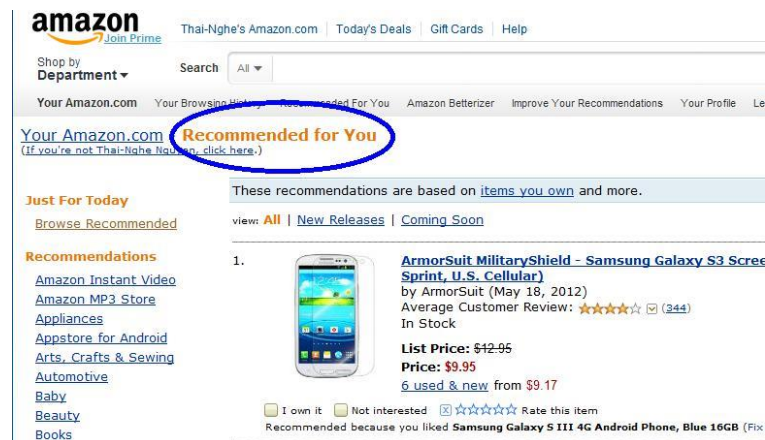 amazon
Join Prime
Thai-Nghe's Amazon.com | Today's Deals | Gift Cards | Help
Shop by
Department
Search All
Your Amazon.com Your Browsing History Recommended For You Amazon Betterizer Improve Your Recommendations Your Profile Le
Your Amazon.com Recommended for You
(If you're not Thai-Nghe Nguyen, click here.)
These recommendations are based on items you own and more.
Just For Today
Browse Recommended
view: All | New Releases | Coming Soon
Recommendations
Amazon Instant Video
Amazon MP3 Store
Appliances
Appstore for Android
Arts, Crafts & Sewing
Automotive
Baby
Beauty
Books
1.
ArmorSuit MilitaryShield - Samsung Galaxy S3 Scree
Sprint, U.S. Cellular)
by ArmorSuit (May 18, 2012)
Average Customer Review: (344)
In Stock
List Price: $12.95
Price: $9.95
6 used & new from $9.17
I own it Not interested Rate this item
Recommended because you liked Samsung Galaxy S III 4G Android Phone, Blue 16GB (Fix